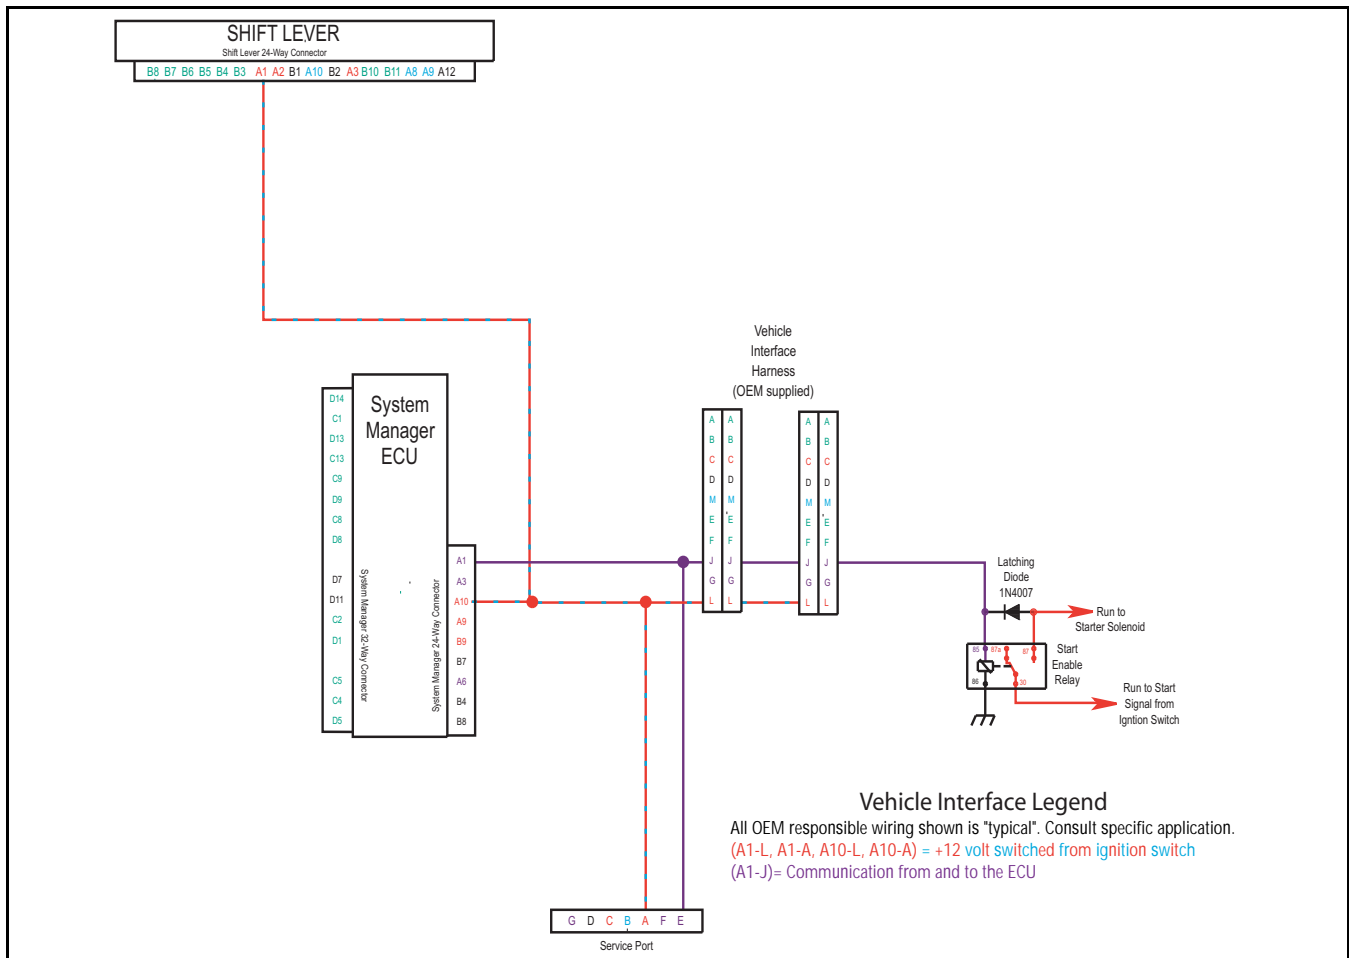 SHIFT LEVER
Shift Lever 24-Way Connector
B8 B7 B6 B5 B4 B3 A1 A2 B1 A10 B2 A3 B10 B11 A8 A9 A12
Vehicle
Interface
Harness
(OEM supplied)
System
Manager
ECU
D14
C1
D13
C13
C9
D9
C8
D8
D7
D11
C2
D1
C5
C4
D5
System Manager 32-Way Connector
System Manager 24-Way Connector
A1
A3
A10
A9
B9
B7
A6
B4
B8
A A
B B
C C
D D
M M
E E
F F
J J
G G
L L
A A
B B
C C
D D
M M
E E
F F
J J
G G
L L
Latching
Diode
1N4007
Run to
Starter Solenoid
85 87a 87
86 30
Start
Enable
Relay
Run to Start
Signal from
Igntion Switch
Vehicle Interface Legend
All OEM responsible wiring shown is "typical". Consult specific application.
(A1-L, A1-A, A10-L, A10-A) = +12 volt switched from ignition switch
(A1-J)= Communication from and to the ECU
G D C B A F E
Service Port